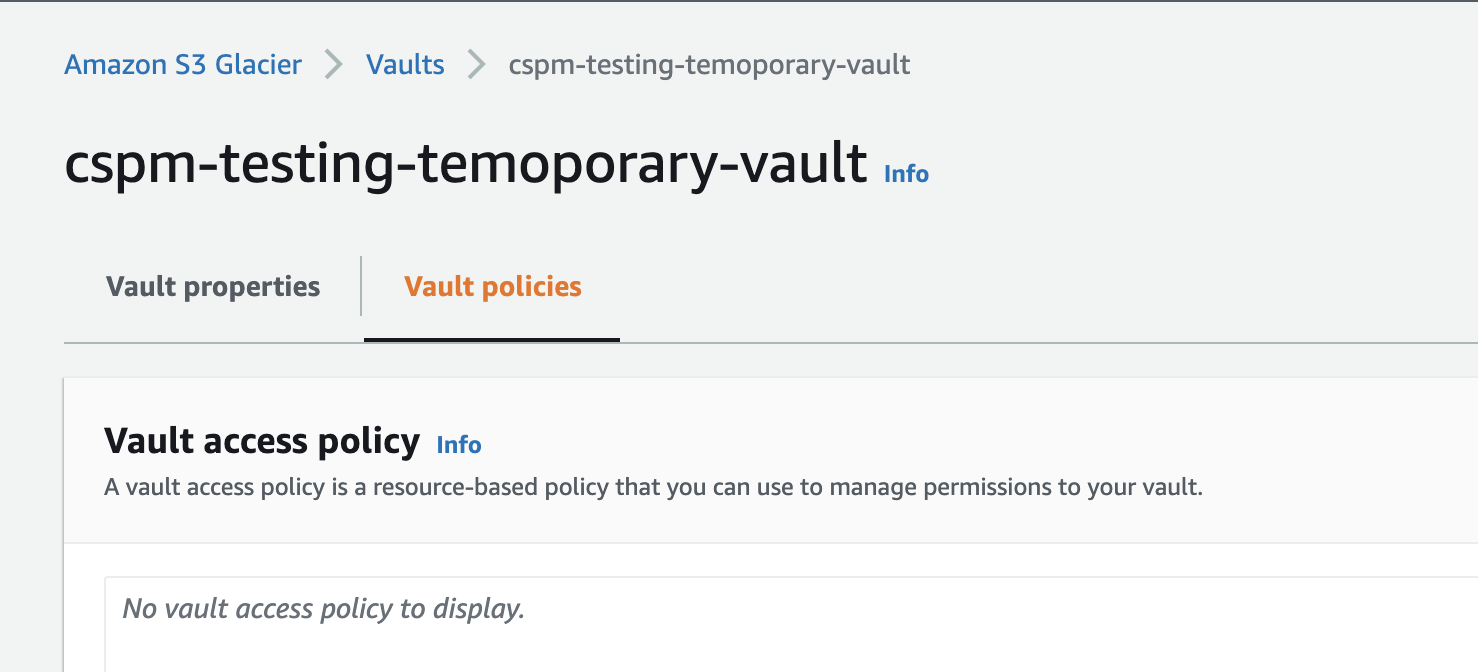 Amazon S3 Glacier > Vaults > cspm-testing-temoporary-vault
cspm-testing-temoporary-vault Info
Vault properties Vault policies
Vault access policy Info
A vault access policy is a resource-based policy that you can use to manage permissions to your vault.
No vault access policy to display.